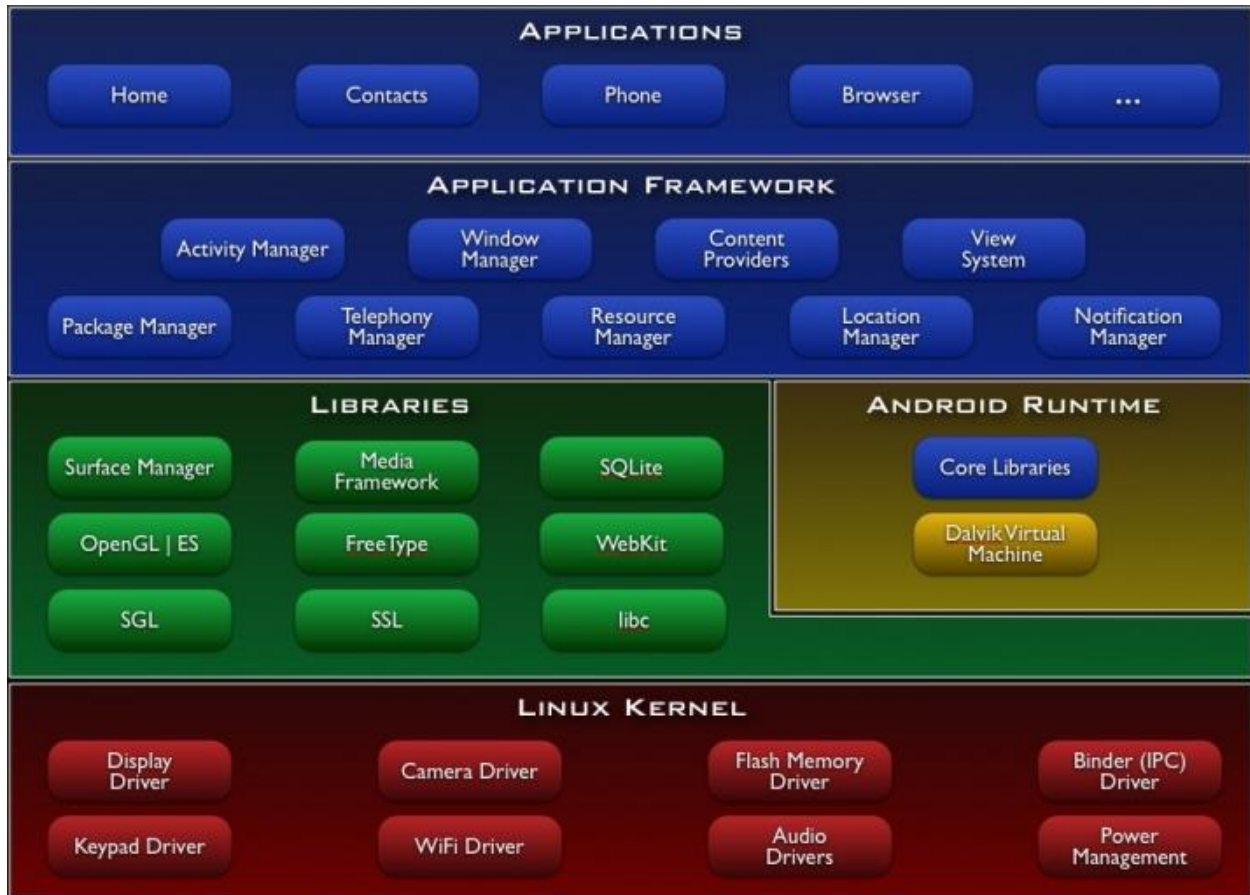 APPLICATIONS
Home
Contacts
Phone
Browser
...
APPLICATION FRAMEWORK
Activity Manager
Window
Manager
Content
Providers
View
System
Package Manager
Telephony
Manager
Resource
Manager
Location
Manager
Notification
Manager
LIBRARIES
Surface Manager
Media
Framework
SQLite
OpenGL | ES
FreeType
WebKit
SGL
SSL
libc
ANDROID RUNTIME
Core Libraries
Dalvik Virtual
Machine
LINUX KERNEL
Display
Driver
Camera Driver
Flash Memory
Driver
Binder (IPC)
Driver
Keypad Driver
WiFi Driver
Audio
Drivers
Power
Management